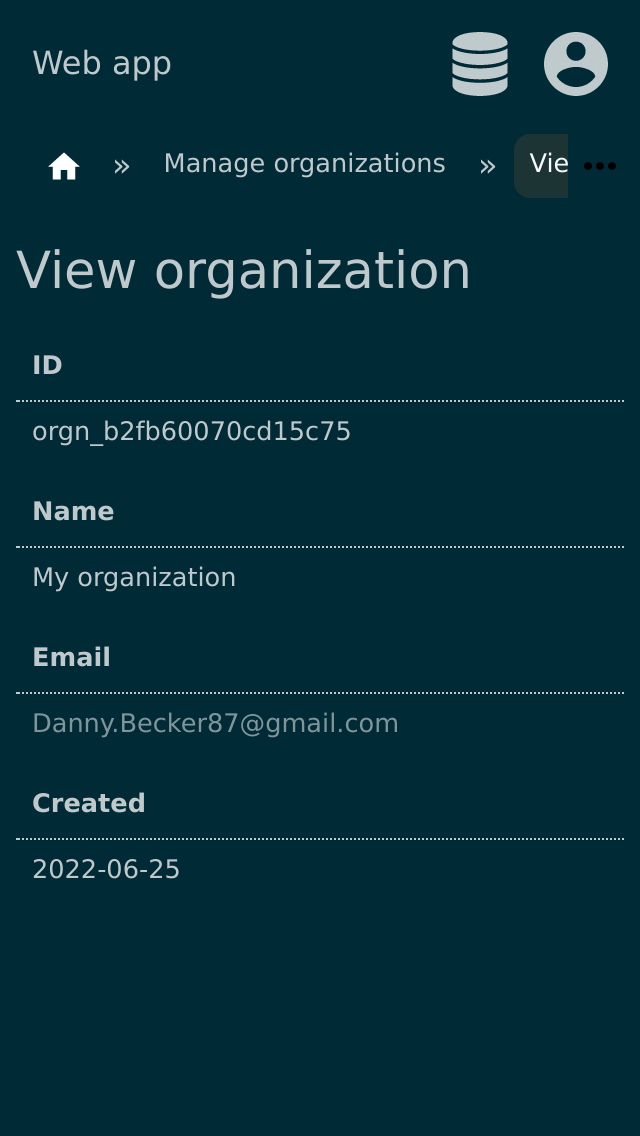 Web app
» Manage organizations » Vie
View organization
ID
orgn_b2fb60070cd15c75
Name
My organization
Email
Danny.Becker87@gmail.com
Created
2022-06-25